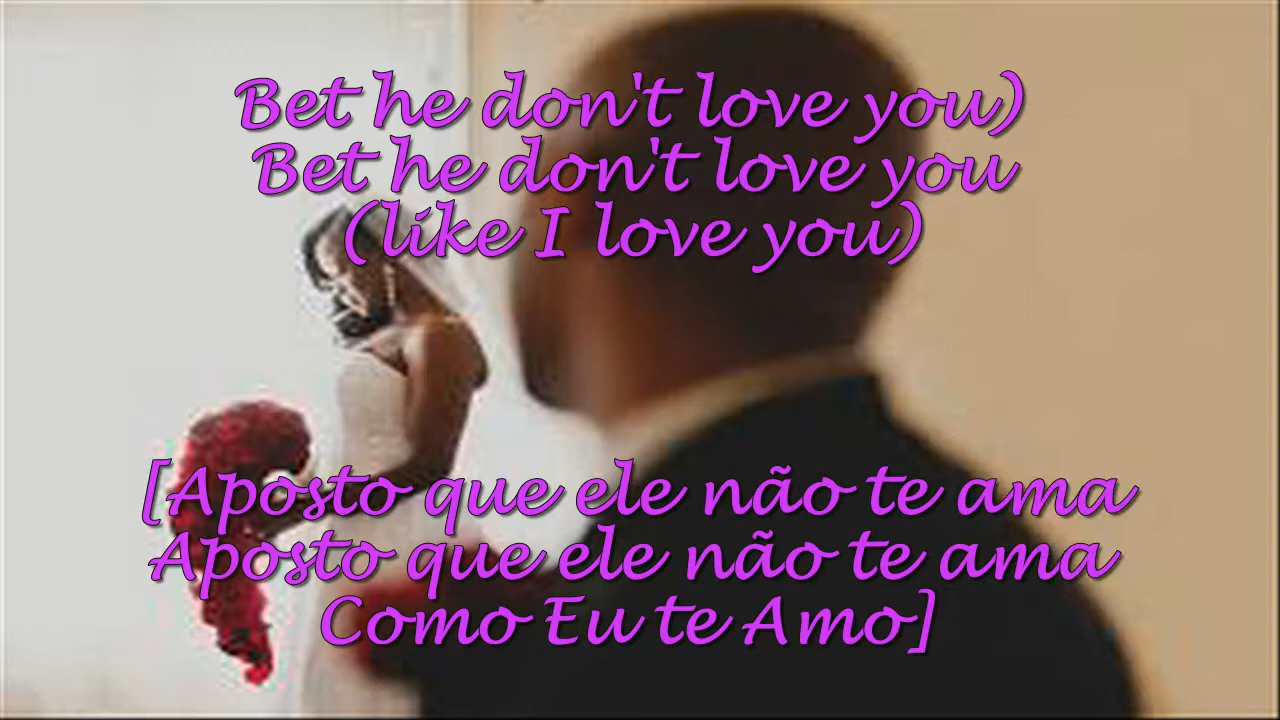 Bet he don't love you)
Bet he don't love you
(like I love you)
[Aposto que ele não te ama
Aposto que ele não te ama
Como Eu te Amo]